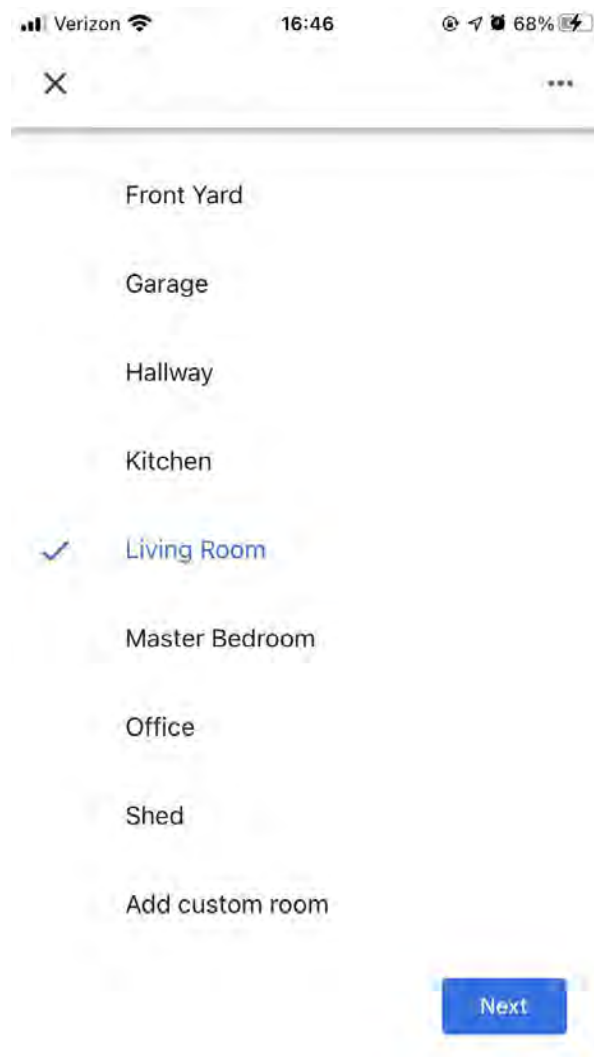 Verizon 16:46 68%
Front Yard
Garage
Hallway
Kitchen
Living Room
Master Bedroom
Office
Shed
Add custom room
Next